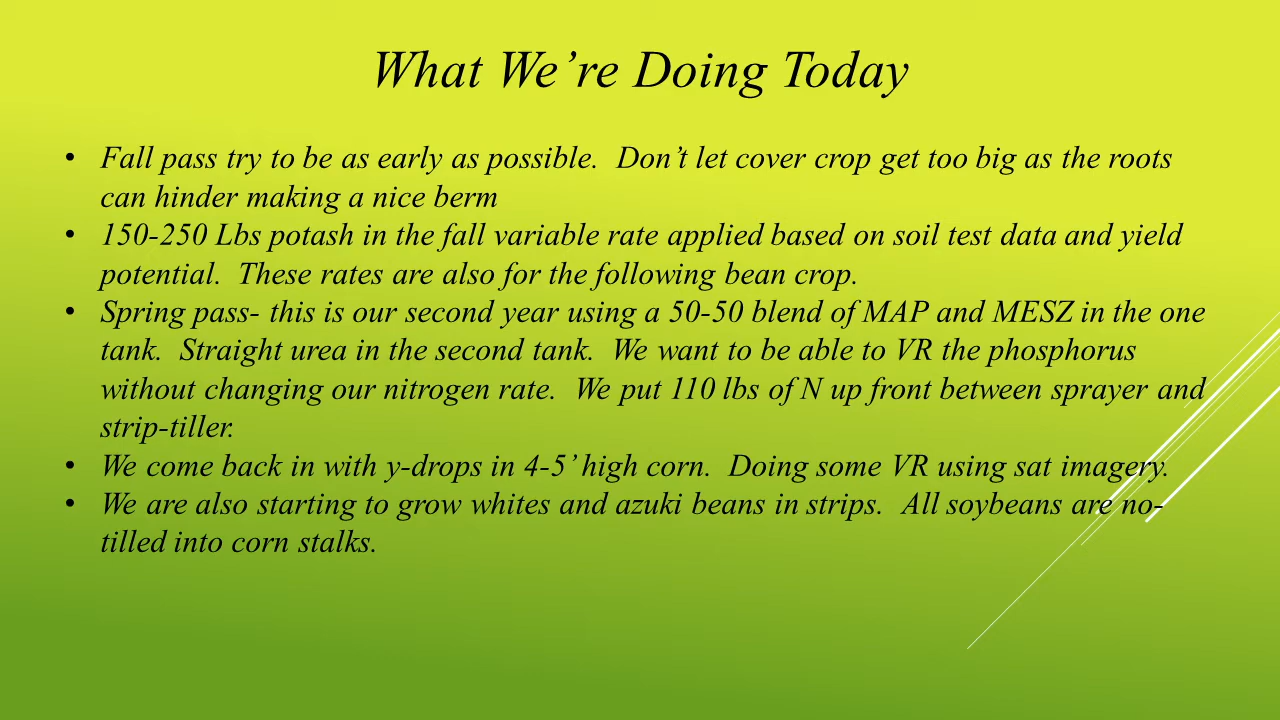 What We’re Doing Today
• Fall pass try to be as early as possible.  Don’t let cover crop get too big as the roots
can hinder making a nice berm
• 150-250 Lbs potash in the fall variable rate applied based on soil test data and yield
potential.  These rates are also for the following bean crop.
• Spring pass- this is our second year using a 50-50 blend of MAP and MESZ in the one
tank.  Straight urea in the second tank.  We want to be able to VR the phosphorus
without changing our nitrogen rate.  We put 110 lbs of N up front between sprayer and
strip-tiller.
• We come back in with y-drops in 4-5’ high corn.  Doing some VR using sat imagery.
• We are also starting to grow whites and azuki beans in strips.  All soybeans are no-
tilled into corn stalks.